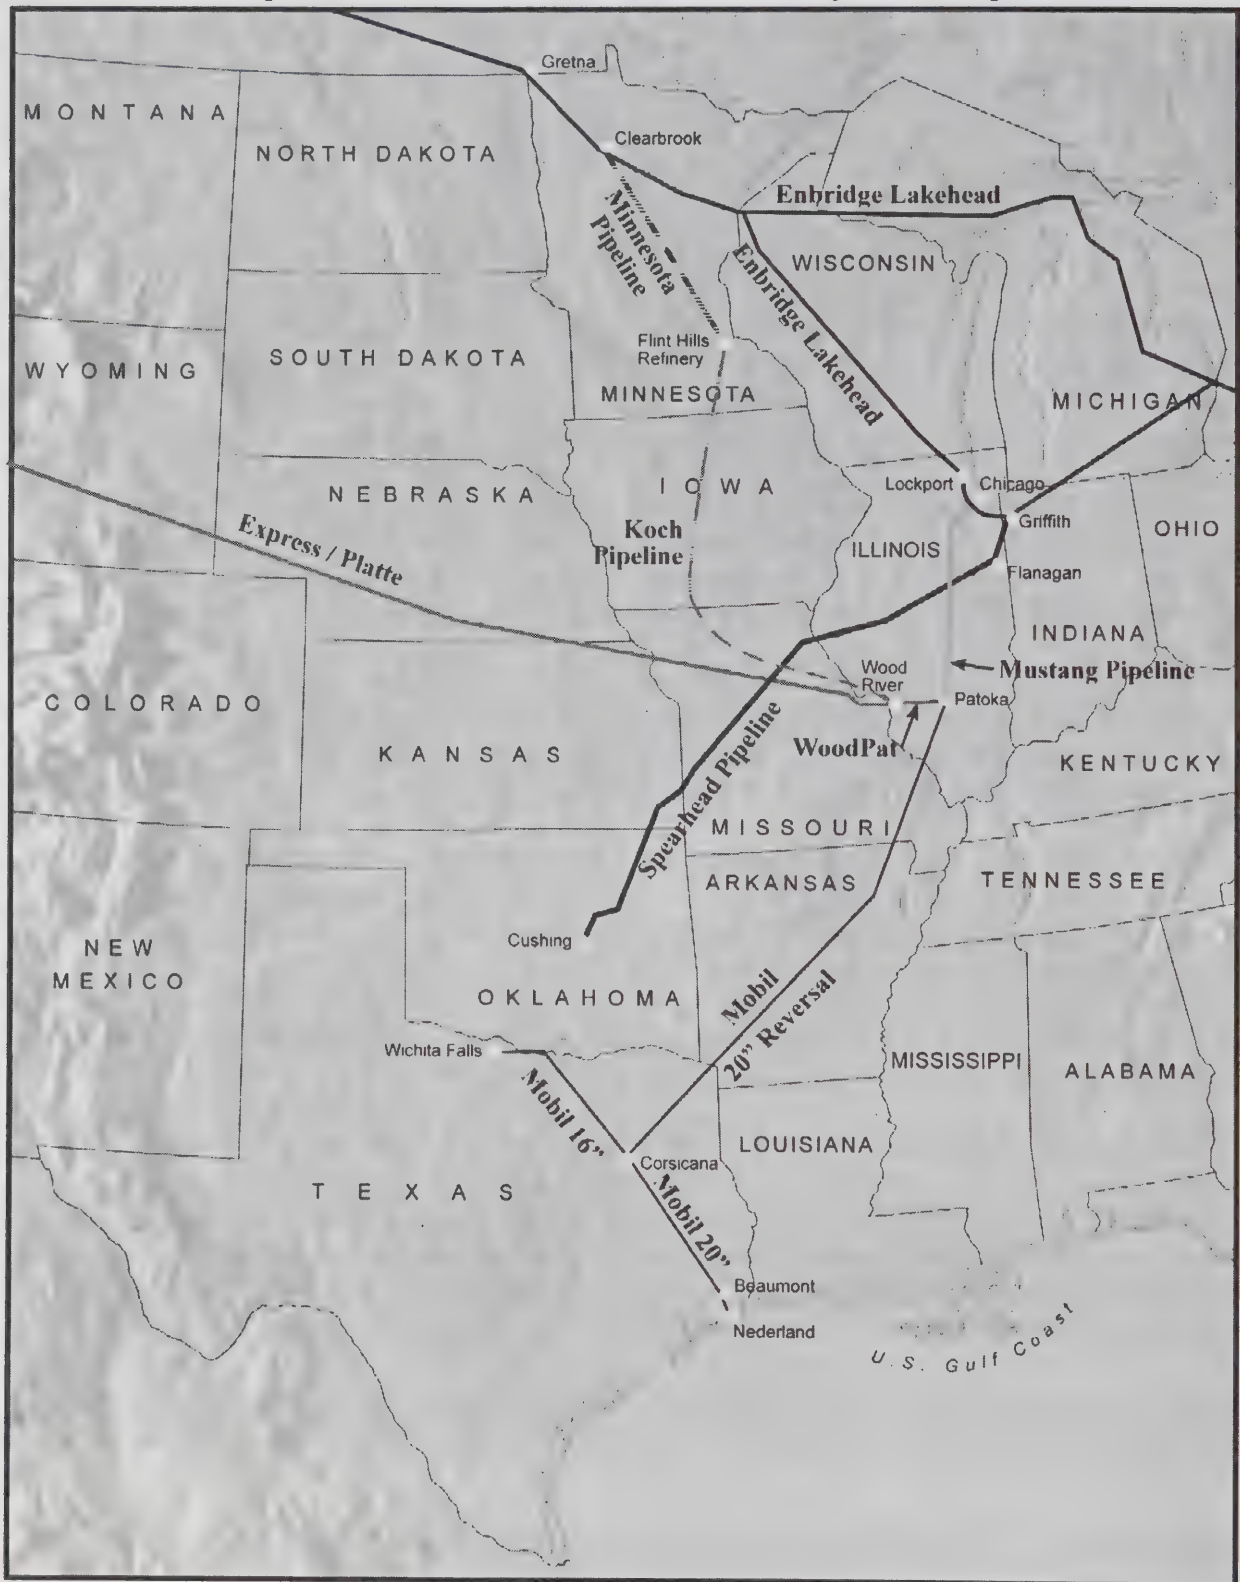 Gretna
MONTANA
Clearbrook
NORTH DAKOTA
Enbridge Lakehead
Minnesota
Pipeline
Enbridge Lakehead
WISCONSIN
Flint Hills
Refinery
SOUTH DAKOTA
WYOMING
MINNESOTA
MICHIGAN
Lockport
Chicago
IOWA
NEBRASKA
Griffith
OHIO
Koch
Pipeline
Express / Platte
ILLINOIS
Flanagan
INDIANA
Wood
River
Mustang Pipeline
COLORADO
Patoka
KANSAS
WoodPat
KENTUCKY
Spearhead Pipeline
MISSOURI
ARKANSAS
TENNESSEE
Cushing
NEW
MEXICO
OKLAHOMA
Mobil
20” Reversal
Wichita Falls
MISSISSIPPI
ALABAMA
Mobil 16”
LOUISIANA
Corsicana
TEXAS
Mobil 20”
Beaumont
Nederland
U.S. Gulf Coast